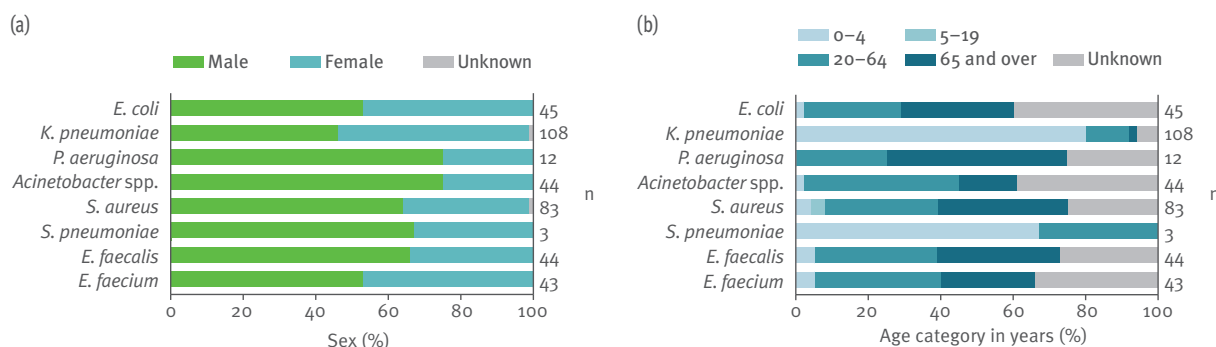 (a)
Male Female Unknown
E. coli 45
K. pneumoniae 108
P. aeruginosa 12
Acinetobacter spp. 44
n
S. aureus 83
S. pneumoniae 3
E. faecalis 44
E. faecium 43
0 20 40 60 80 100
Sex (%)
(b)
0–4 5–19
20–64 65 and over Unknown
E. coli 45
K. pneumoniae 108
P. aeruginosa 12
Acinetobacter spp. 44
n
S. aureus 83
S. pneumoniae 3
E. faecalis 44
E. faecium 43
0 20 40 60 80 100
Age category in years (%)